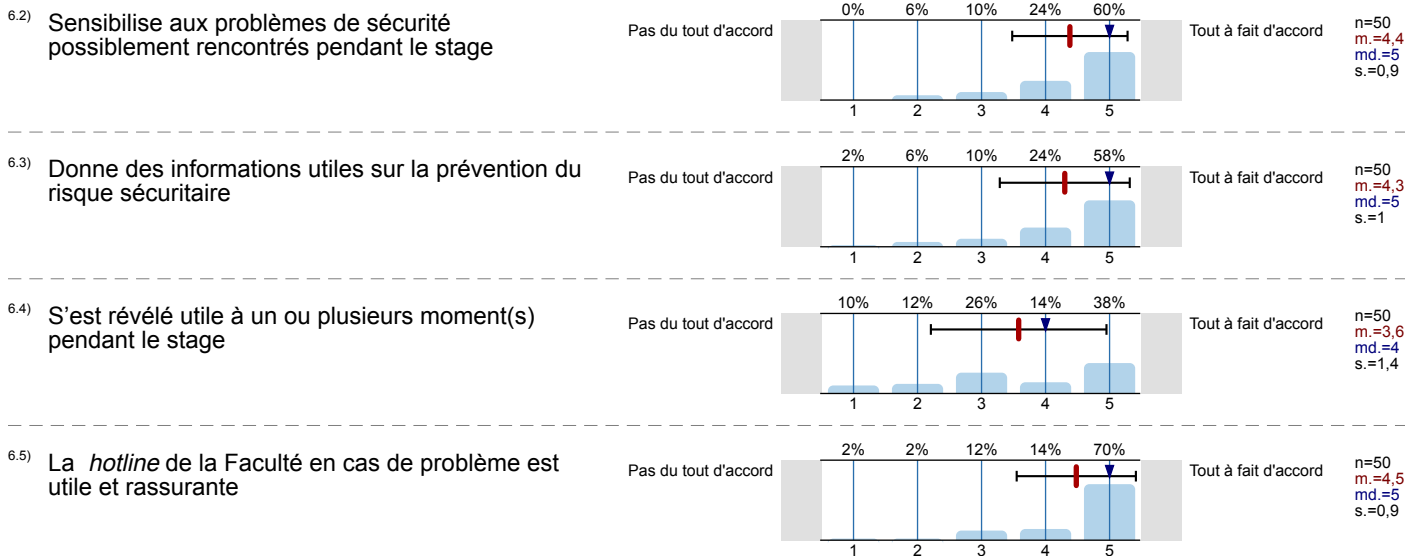 6.2) Sensibilise aux problèmes de sécurité
possiblement rencontrés pendant le stage
Pas du tout d'accord
0% 6% 10% 24% 60%
1 2 3 4 5
Tout à fait d'accord
n=50
m.=4,4
md.=5
s.=0,9
6.3) Donne des informations utiles sur la prévention du
risque sécuritaire
Pas du tout d'accord
2% 6% 10% 24% 58%
1 2 3 4 5
Tout à fait d'accord
n=50
m.=4,3
md.=5
s.=1
6.4) S’est révélé utile à un ou plusieurs moment(s)
pendant le stage
Pas du tout d'accord
10% 12% 26% 14% 38%
1 2 3 4 5
Tout à fait d'accord
n=50
m.=3,6
md.=4
s.=1,4
6.5) La hotline de la Faculté en cas de problème est
utile et rassurante
Pas du tout d'accord
2% 2% 12% 14% 70%
1 2 3 4 5
Tout à fait d'accord
n=50
m.=4,5
md.=5
s.=0,9